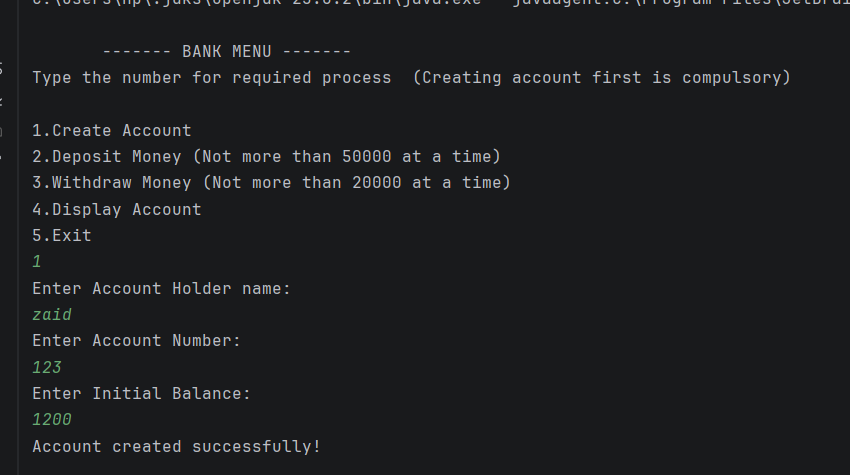 ------- BANK MENU -------
Type the number for required process  (Creating account first is compulsory)
1.Create Account
2.Deposit Money (Not more than 50000 at a time)
3.Withdraw Money (Not more than 20000 at a time)
4.Display Account
5.Exit
1
Enter Account Holder name:
zaid
Enter Account Number:
123
Enter Initial Balance:
1200
Account created successfully!